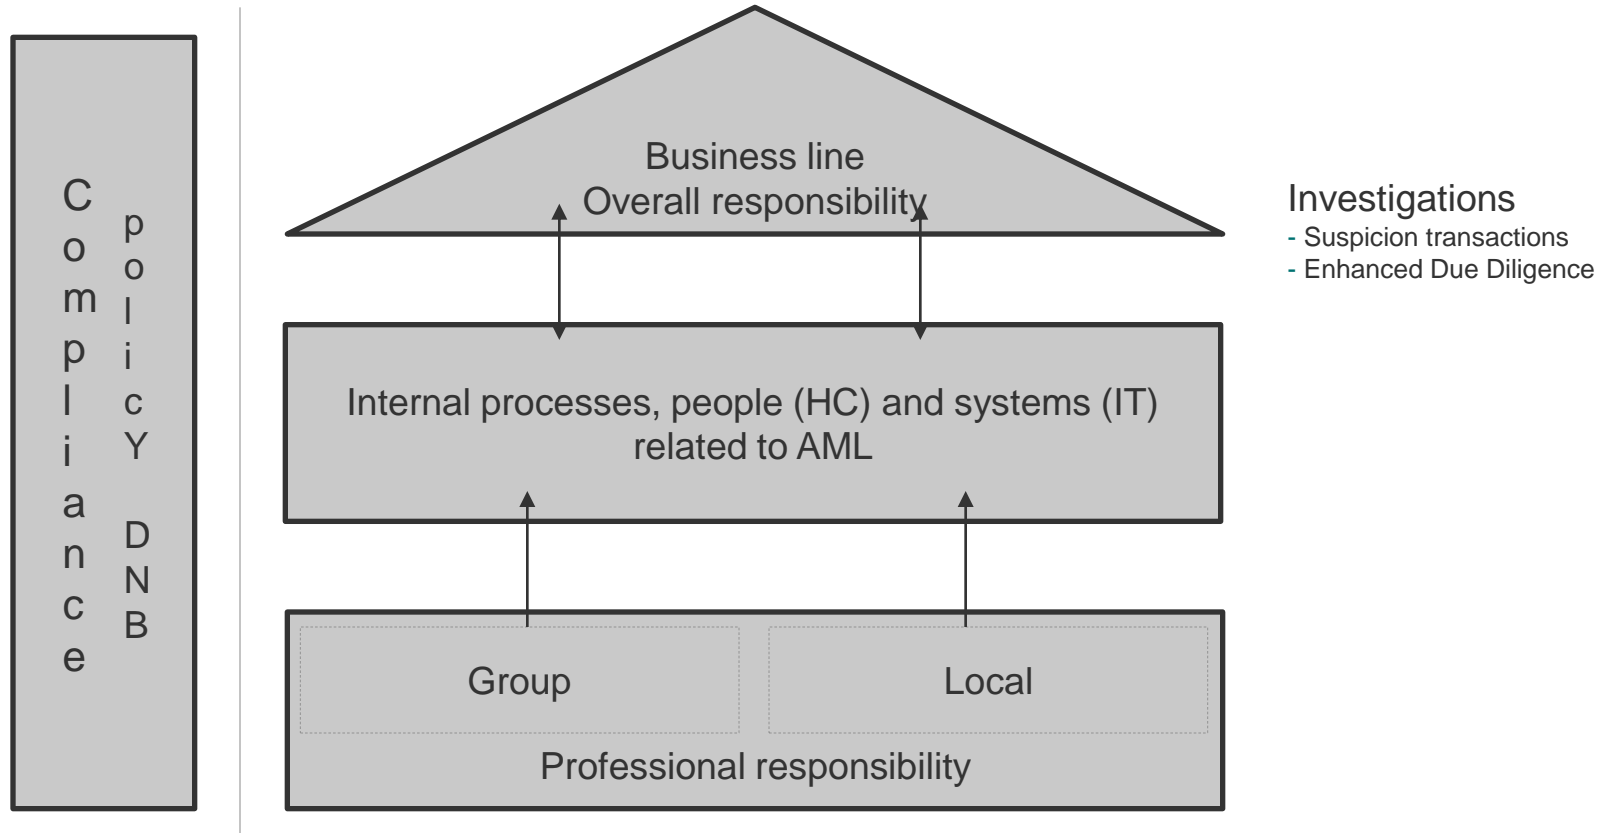 Compliance
policY DNB
Business line
Overall responsibility
Investigations
- Suspicion transactions
- Enhanced Due Diligence
Internal processes, people (HC) and systems (IT)
related to AML
Group
Local
Professional responsibility